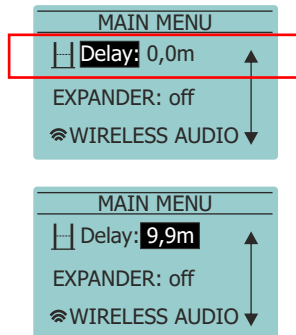 MAIN MENU
Delay: 0,0m
EXPANDER: off
WIRELESS AUDIO
MAIN MENU
Delay: 9,9m
EXPANDER: off
WIRELESS AUDIO